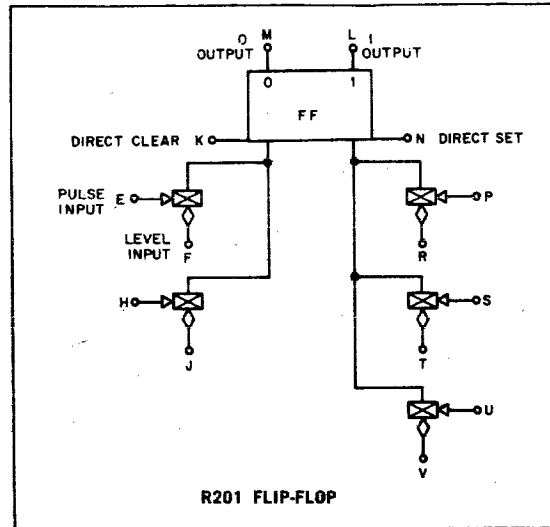 0 M L 1
OUTPUT OUTPUT
0 1
FF
DIRECT CLEAR K N DIRECT SET
PULSE
INPUT E P
LEVEL
INPUT F R
H S
J T
U
V
R201 FLIP-FLOP